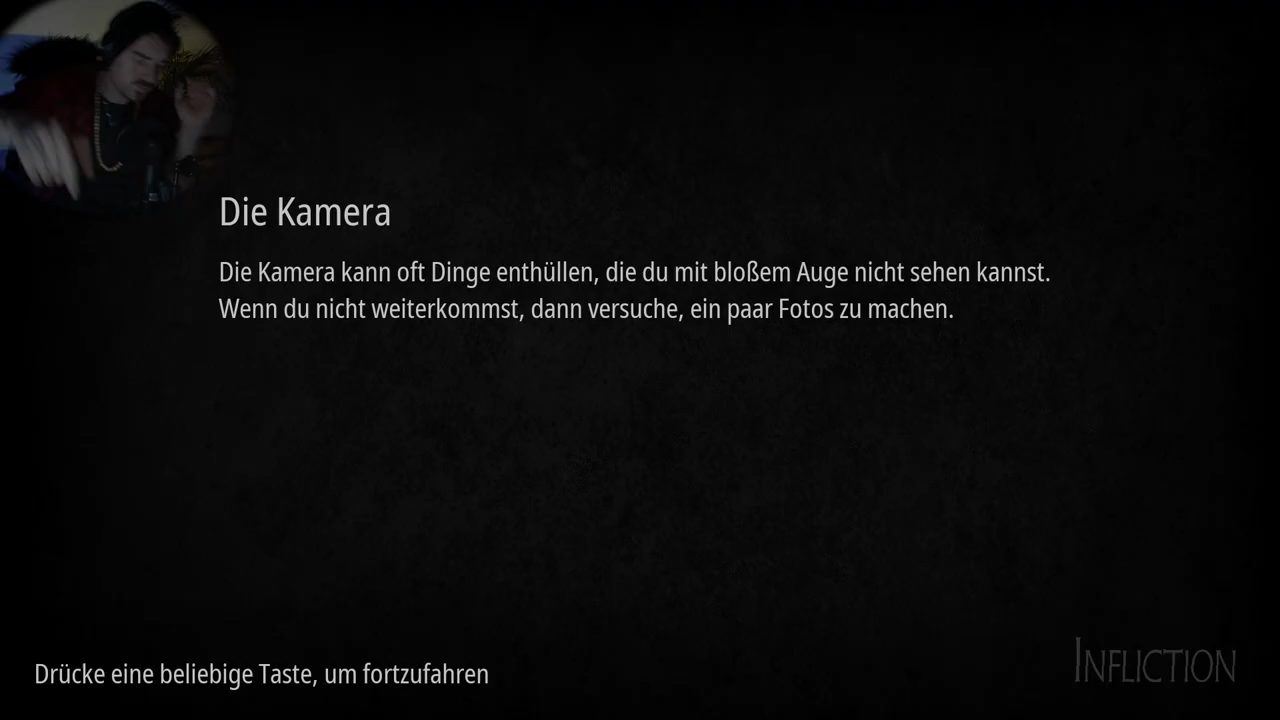 Die Kamera
Die Kamera kann oft Dinge enthüllen, die du mit bloßem Auge nicht sehen kannst.
Wenn du nicht weiterkommst, dann versuche, ein paar Fotos zu machen.
Drücke eine beliebige Taste, um fortzufahren
INFLICTION